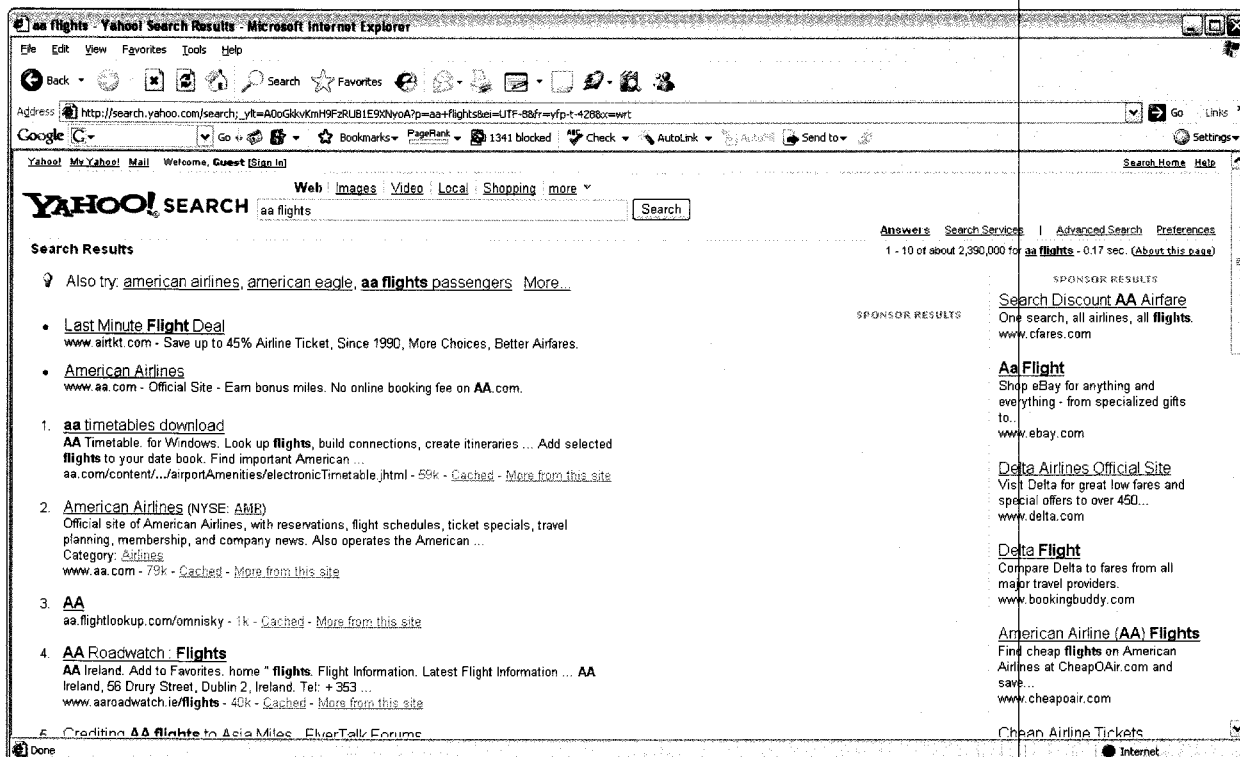 aa flights - Yahoo! Search Results - Microsoft Internet Explorer
File Edit View Favorites Tools Help
Back Search Favorites
Address http://search.yahoo.com/search;_ylt=A0oGkkvKmH9FzRUB1E9XNyoA?p=aa+flights&ei=UTF-8&fr=yfp-t-428&x=wrt Go Links
Google Go Bookmarks PageRank 1341 blocked Check AutoLink AutoFill Send to Settings
Yahoo! My Yahoo! Mail Welcome, Guest [Sign In] Search Home Help
Web Images Video Local Shopping more
YAHOO! SEARCH aa flights Search
Answers Search Services | Advanced Search Preferences
Search Results 1 - 10 of about 2,390,000 for aa flights - 0.17 sec. (About this page)
Also try: american airlines, american eagle, aa flights passengers More...
SPONSOR RESULTS
Last Minute Flight Deal
www.airtkt.com - Save up to 45% Airline Ticket, Since 1990, More Choices, Better Airfares.
American Airlines
www.aa.com - Official Site - Earn bonus miles. No online booking fee on AA.com.
1. aa timetables download
AA Timetable. for Windows. Look up flights, build connections, create itineraries ... Add selected
flights to your date book. Find important American ...
aa.com/content/.../airportAmenities/electronicTimetable.jhtml - 59k - Cached - More from this site
2. American Airlines (NYSE: AMR)
Official site of American Airlines, with reservations, flight schedules, ticket specials, travel
planning, membership, and company news. Also operates the American ...
Category: Airlines
www.aa.com - 79k - Cached - More from this site
3. AA
aa.flightlookup.com/omnisky - 1k - Cached - More from this site
4. AA Roadwatch : Flights
AA Ireland. Add to Favorites. home " flights. Flight Information. Latest Flight Information ... AA
Ireland, 56 Drury Street, Dublin 2, Ireland. Tel: + 353 ...
www.aaroadwatch.ie/flights - 40k - Cached - More from this site
5. Crediting AA flights to Asia Miles - FlyerTalk Forums
SPONSOR RESULTS
Search Discount AA Airfare
One search, all airlines, all flights.
www.cfares.com
Aa Flight
Shop eBay for anything and
everything - from specialized gifts
to..
www.ebay.com
Delta Airlines Official Site
Visit Delta for great low fares and
special offers to over 450...
www.delta.com
Delta Flight
Compare Delta to fares from all
major travel providers.
www.bookingbuddy.com
American Airline (AA) Flights
Find cheap flights on American
Airlines at CheapOAir.com and
save...
www.cheapoair.com
Cheap Airline Tickets
Done Internet